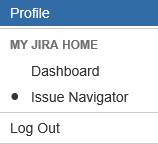 Profile
MY JIRA HOME
Dashboard
Issue Navigator
Log Out